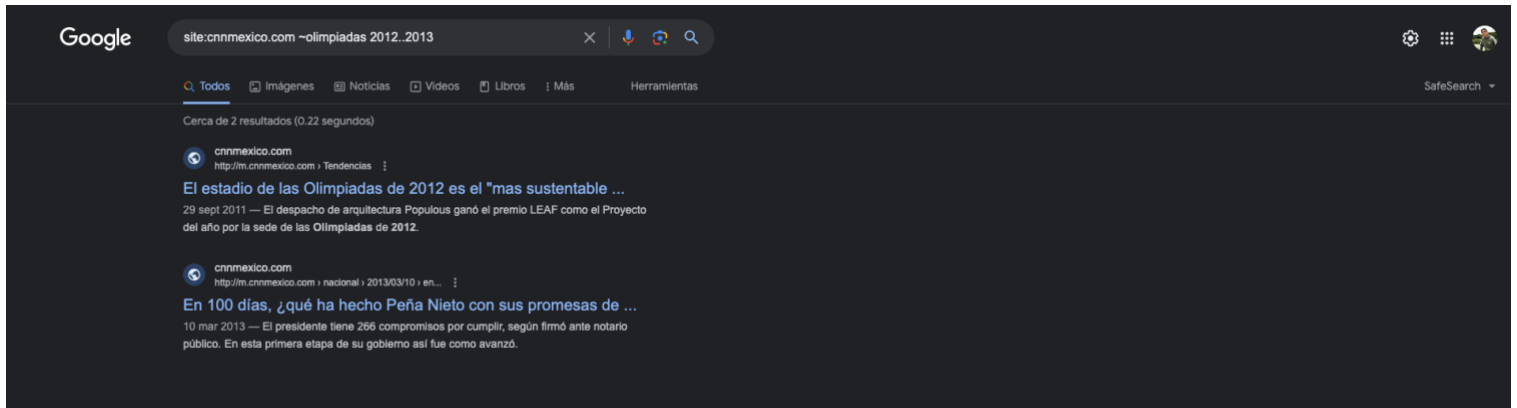 Google
site:cnnmexico.com ~olimpiadas 2012..2013
Todos Imágenes Noticias Videos Libros Más Herramientas SafeSearch
Cerca de 2 resultados (0.22 segundos)
cnnmexico.com
http://m.cnnmexico.com › Tendencias
El estadio de las Olimpiadas de 2012 es el "mas sustentable ...
29 sept 2011 — El despacho de arquitectura Populous ganó el premio LEAF como el Proyecto
del año por la sede de las Olimpiadas de 2012.
cnnmexico.com
http://m.cnnmexico.com › nacional › 2013/03/10 › en...
En 100 días, ¿qué ha hecho Peña Nieto con sus promesas de ...
10 mar 2013 — El presidente tiene 266 compromisos por cumplir, según firmó ante notario
público. En esta primera etapa de su gobierno así fue como avanzó.